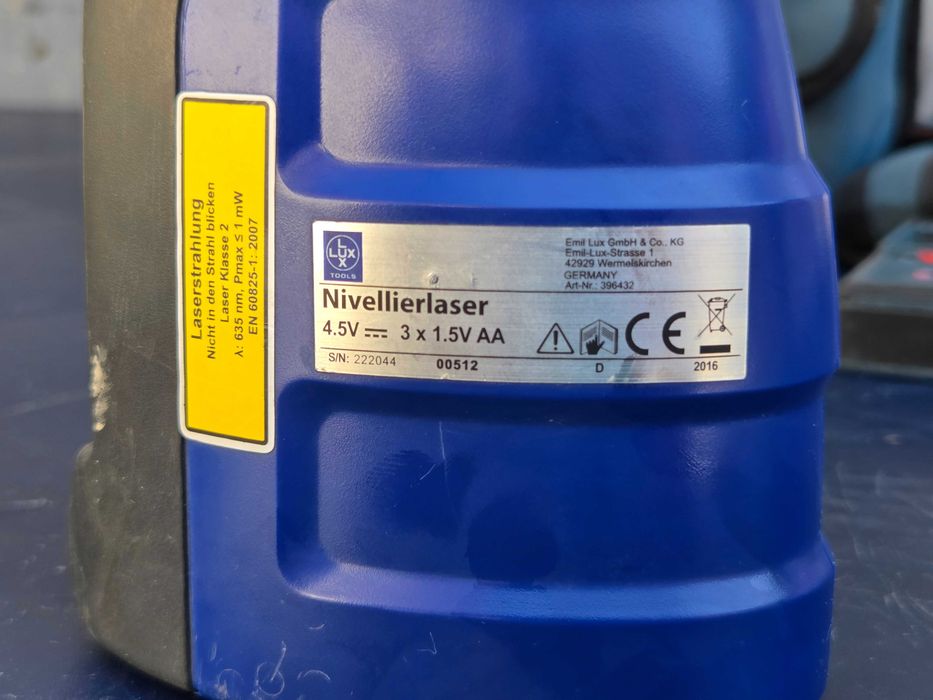 Laserstrahlung
Nicht in den Strahl blicken
Laser Klasse 2
λ: 635 nm, Pmax ≤ 1 mW
EN 60825-1: 2007
LUX
LUX
TOOLS
Emil Lux GmbH & Co.. KG
Emil-Lux-Strasse 1
42929 Wermelskirchen
GERMANY
Art-Nr.: 396432
Nivellierlaser
4.5V 3 x 1.5V AA
CE
S/N: 222044 00512 D 2016